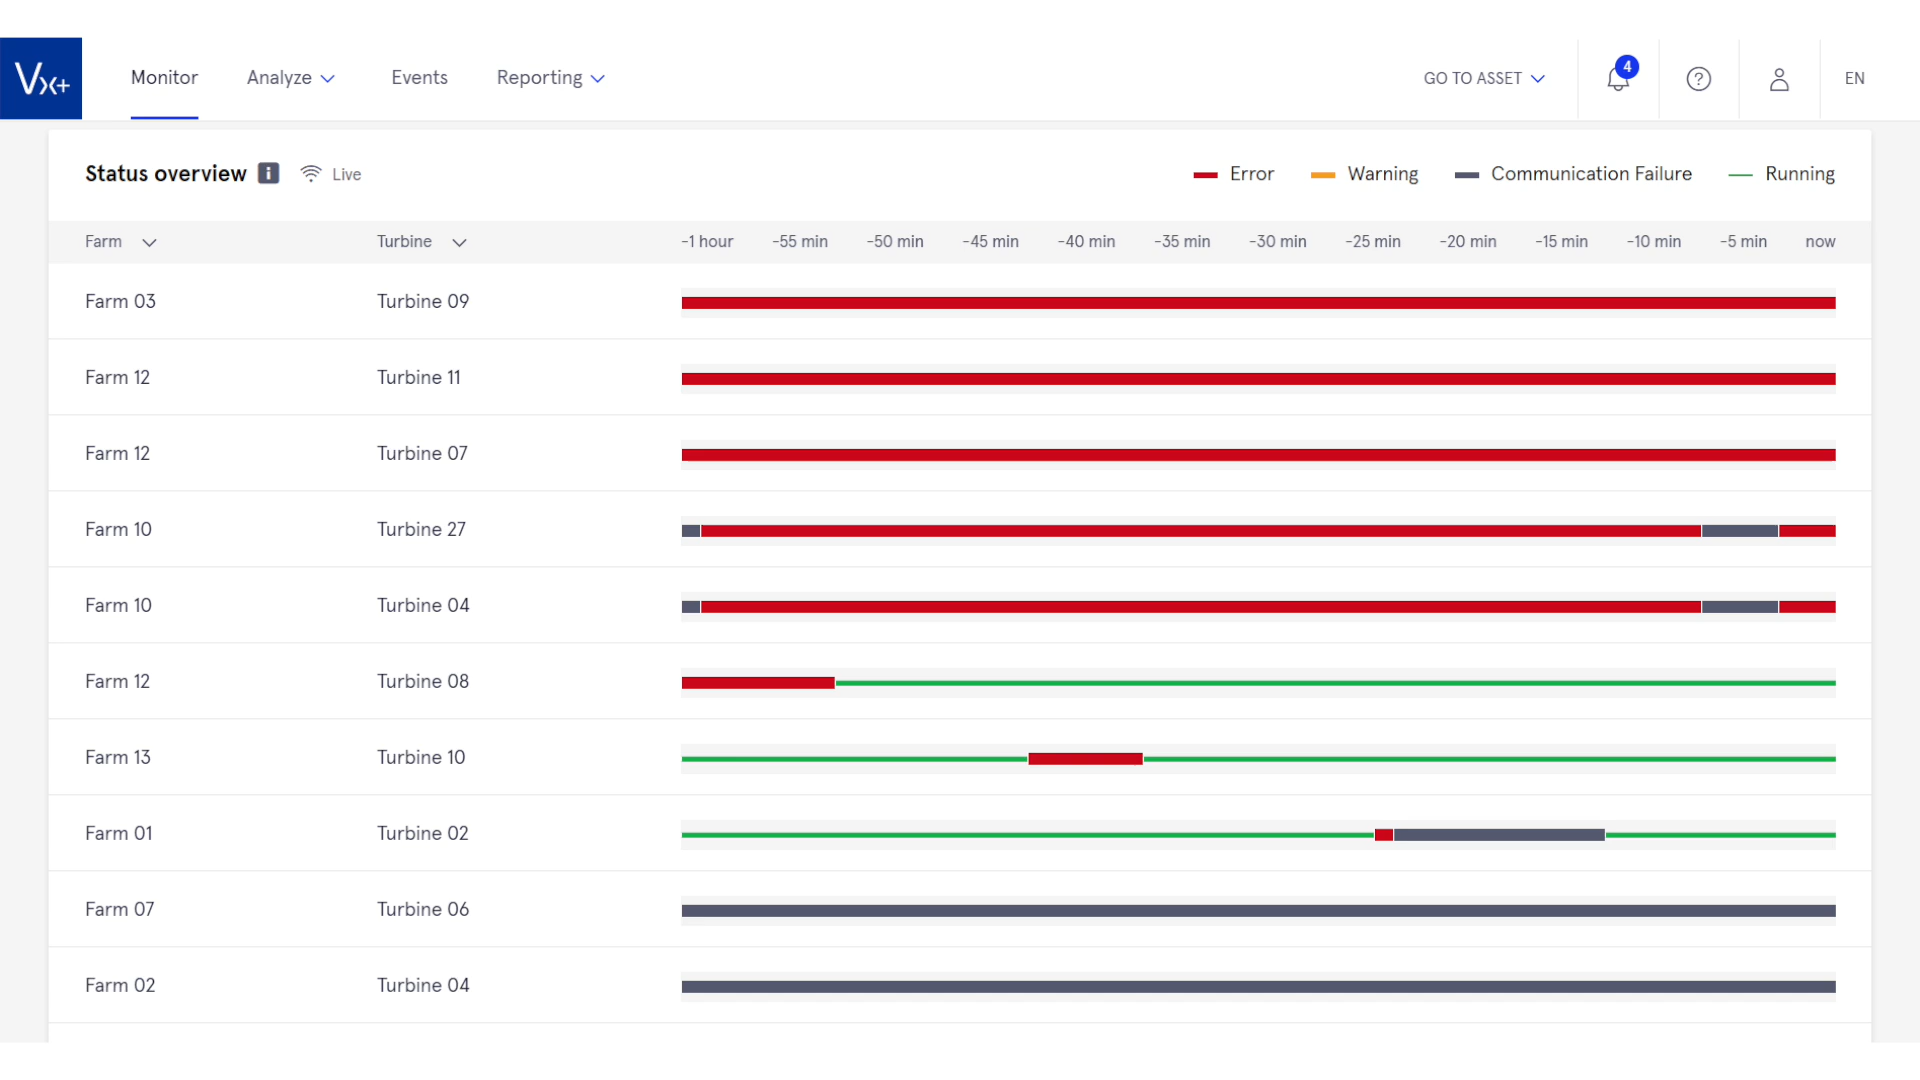 Vx+
Monitor Analyze Events Reporting GO TO ASSET 4 ? EN
Status overview i Live Error Warning Communication Failure Running
Farm Turbine -1 hour -55 min -50 min -45 min -40 min -35 min -30 min -25 min -20 min -15 min -10 min -5 min now
Farm 03 Turbine 09
Farm 12 Turbine 11
Farm 12 Turbine 07
Farm 10 Turbine 27
Farm 10 Turbine 04
Farm 12 Turbine 08
Farm 13 Turbine 10
Farm 01 Turbine 02
Farm 07 Turbine 06
Farm 02 Turbine 04